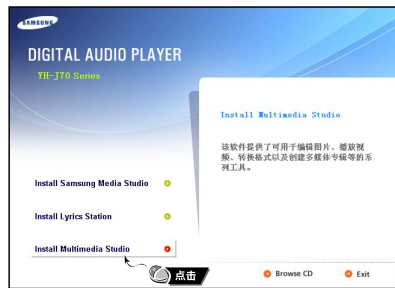 SAMSUNG
DIGITAL AUDIO PLAYER
YH-J70 Series
Install Multimedia Studio
该软件提供了可用于编辑图片、播放视
频、转换格式以及创建多媒体专辑等的系
列工具。
Install Samsung Media Studio
Install Lyrics Station
Install Multimedia Studio
点击
Browse CD
Exit